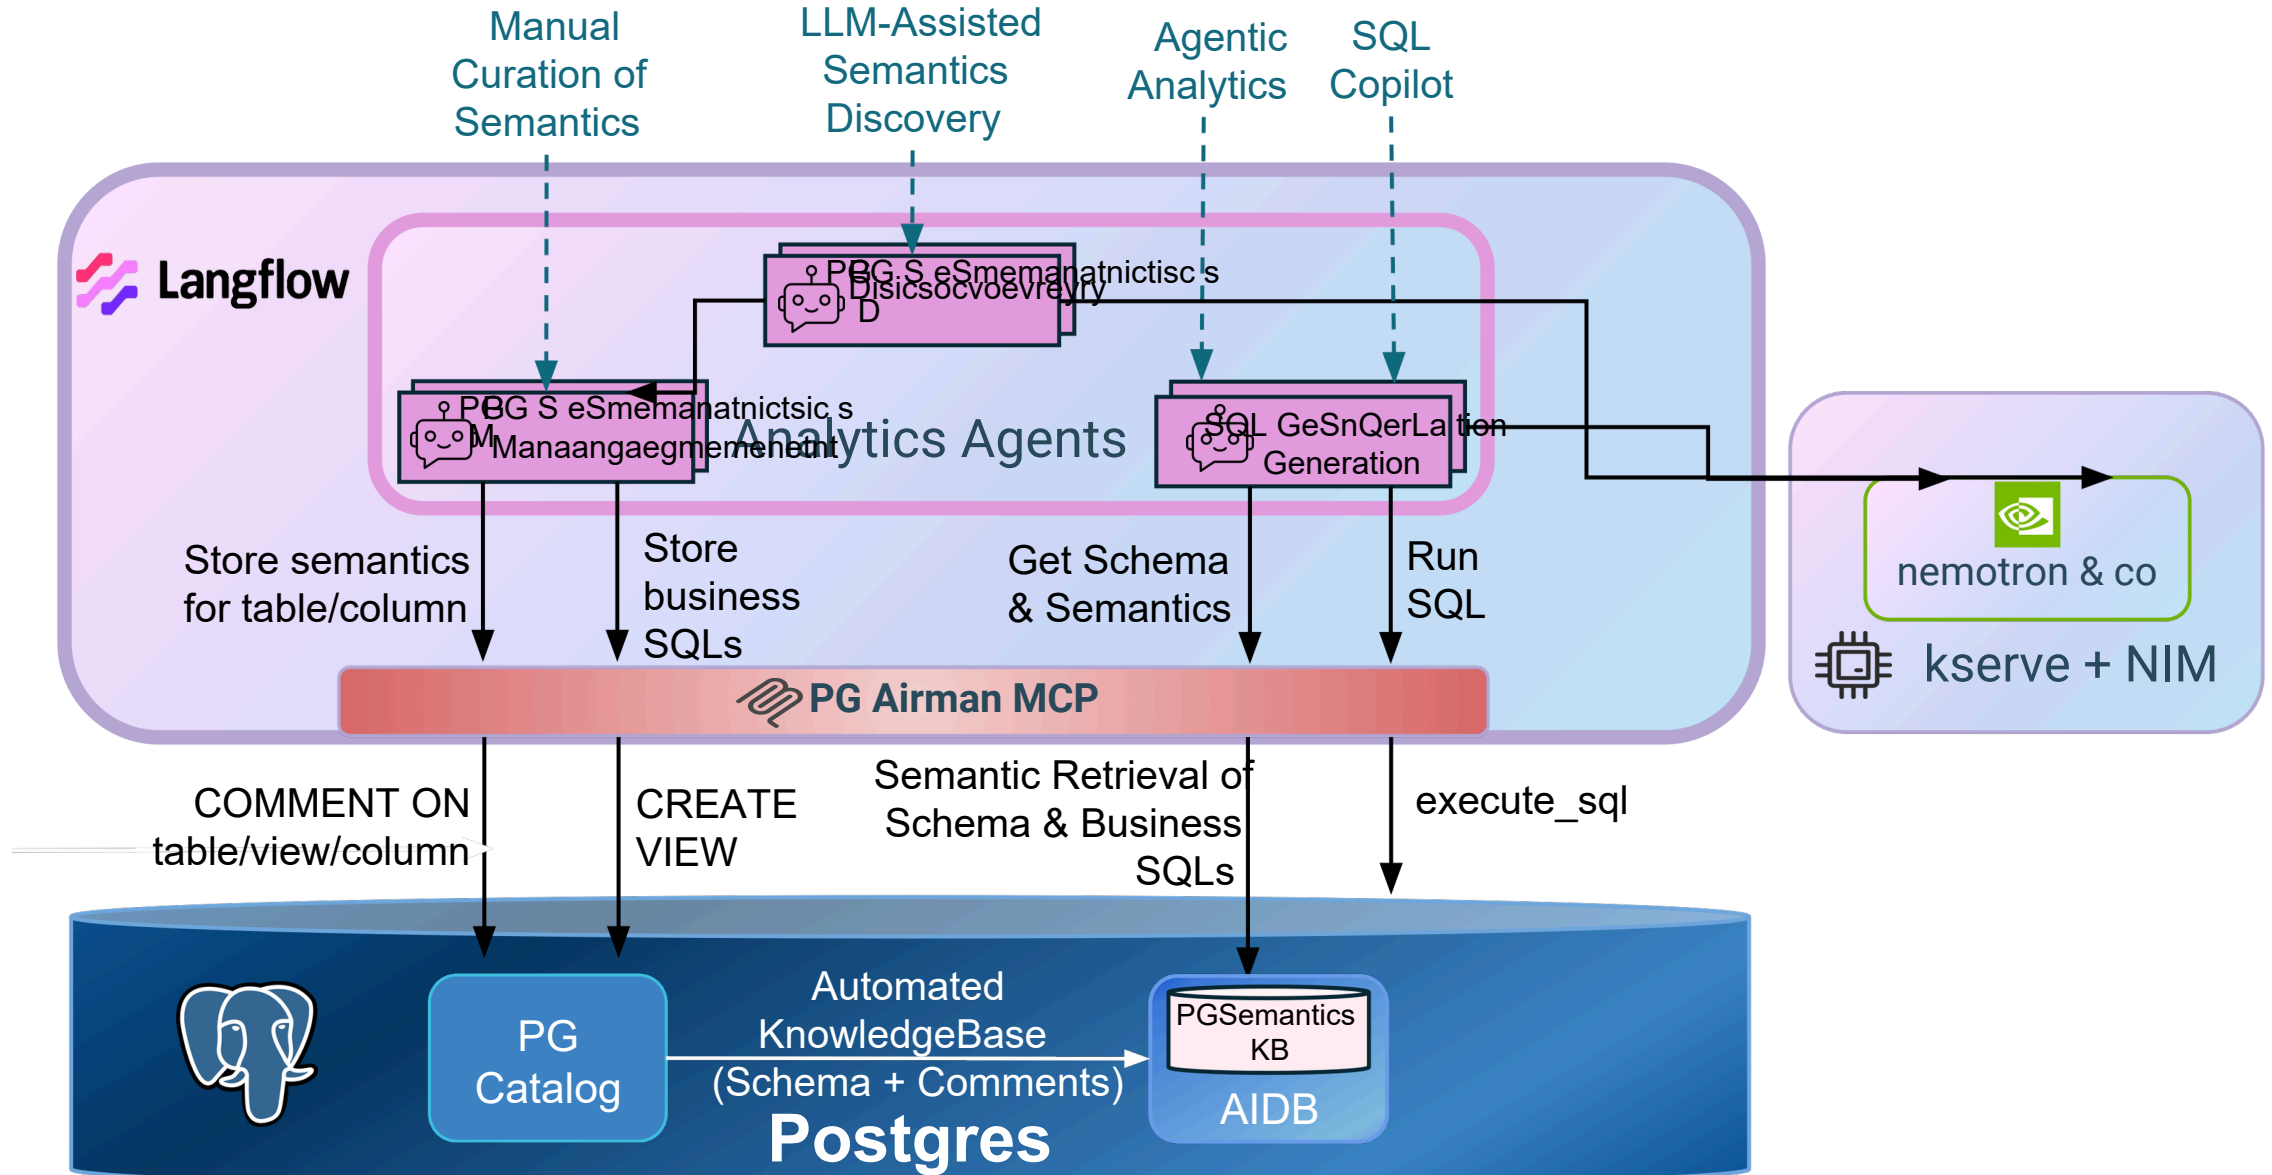 Manual
Curation of
Semantics
LLM-Assisted
Semantics
Discovery
Agentic
Analytics
SQL
Copilot
Langflow
Analytics Agents
SQL
Generation
Store semantics
for table/column
Store
business
SQLs
Get Schema
& Semantics
Run
SQL
nemotron & co
kserve + NIM
PG Airman MCP
COMMENT ON
table/view/column
CREATE
VIEW
Semantic Retrieval of
Schema & Business
SQLs
execute_sql
PG
Catalog
Automated
KnowledgeBase
(Schema + Comments)
PGSemantics
KB
AIDB
Postgres